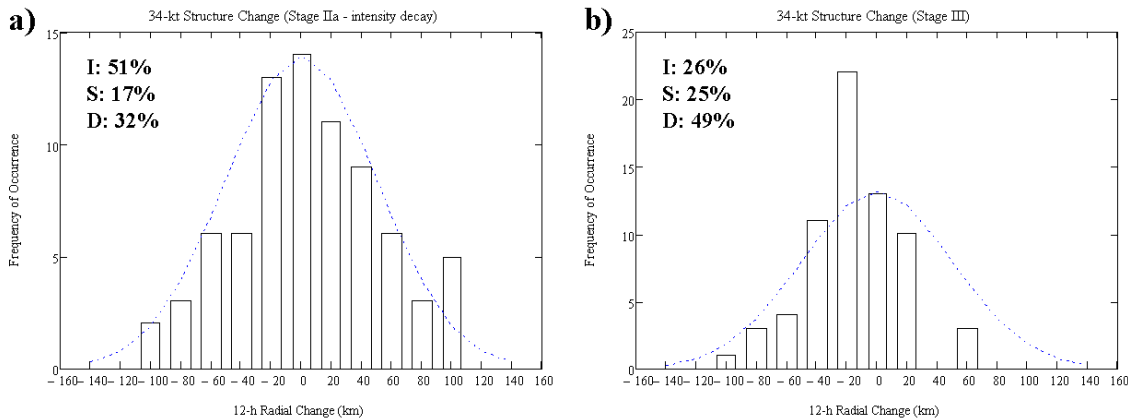 a)
34-kt Structure Change (Stage IIa - intensity decay)
I: 51%
S: 17%
D: 32%
15
10
5
0
Frequency of Occurrence
– 160 – 140 – 120 – 100 – 80 – 60 – 40 – 20 0 20 40 60 80 100 120 140 160
12-h Radial Change (km)
b)
34-kt Structure Change (Stage III)
I: 26%
S: 25%
D: 49%
25
20
15
10
5
0
Frequency of Occurrence
– 160 – 140 – 120 – 100 – 80 – 60 – 40 – 20 0 20 40 60 80 100 120 140 160
12-h Radial Change (km)